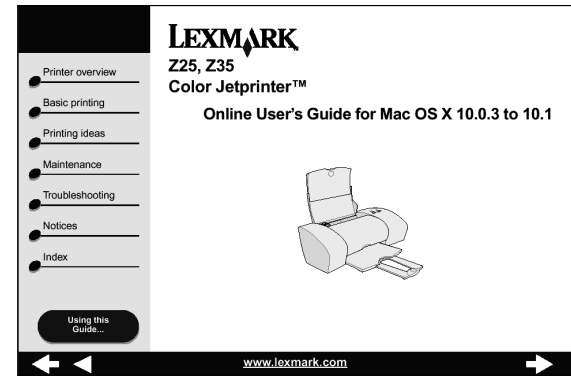 LEXMARK
Z25, Z35
Color Jetprinter™
Online User's Guide for Mac OS X 10.0.3 to 10.1
Printer overview
Basic printing
Printing ideas
Maintenance
Troubleshooting
Notices
Index
Using this
Guide...
www.lexmark.com